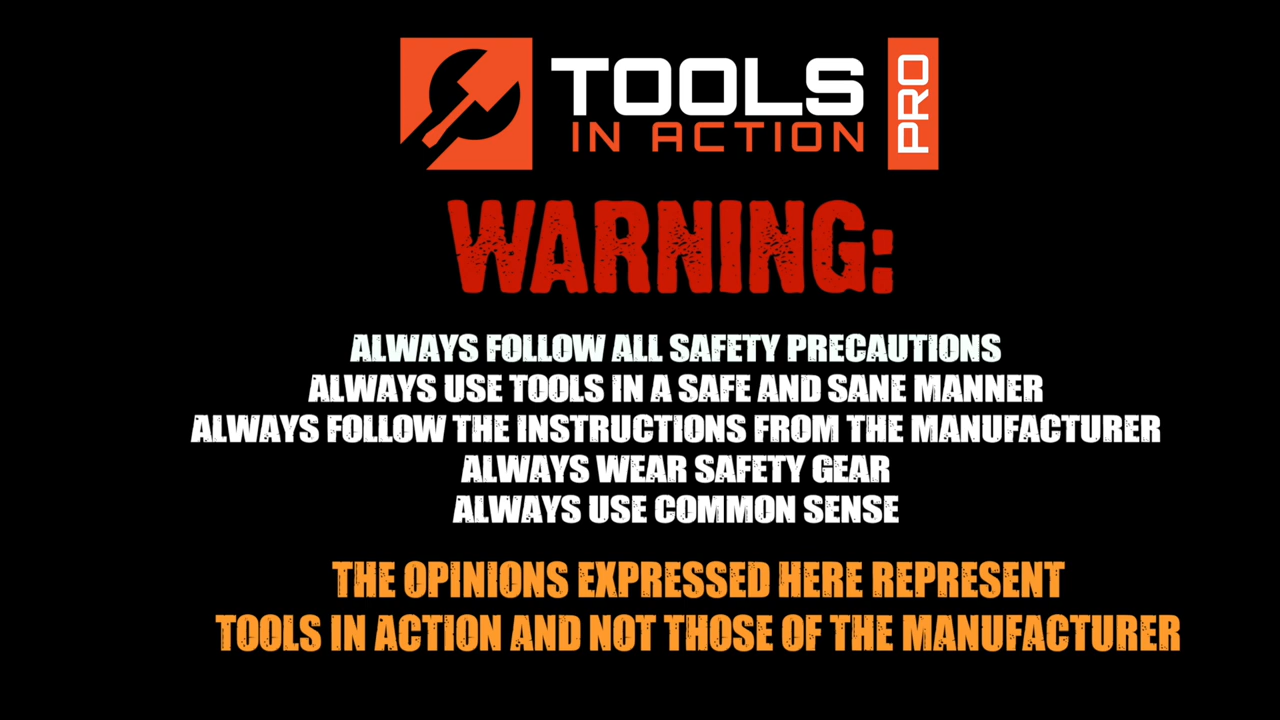 TOOLS
IN ACTION
PRO
WARNING:
ALWAYS FOLLOW ALL SAFETY PRECAUTIONS
ALWAYS USE TOOLS IN A SAFE AND SANE MANNER
ALWAYS FOLLOW THE INSTRUCTIONS FROM THE MANUFACTURER
ALWAYS WEAR SAFETY GEAR
ALWAYS USE COMMON SENSE
THE OPINIONS EXPRESSED HERE REPRESENT
TOOLS IN ACTION AND NOT THOSE OF THE MANUFACTURER